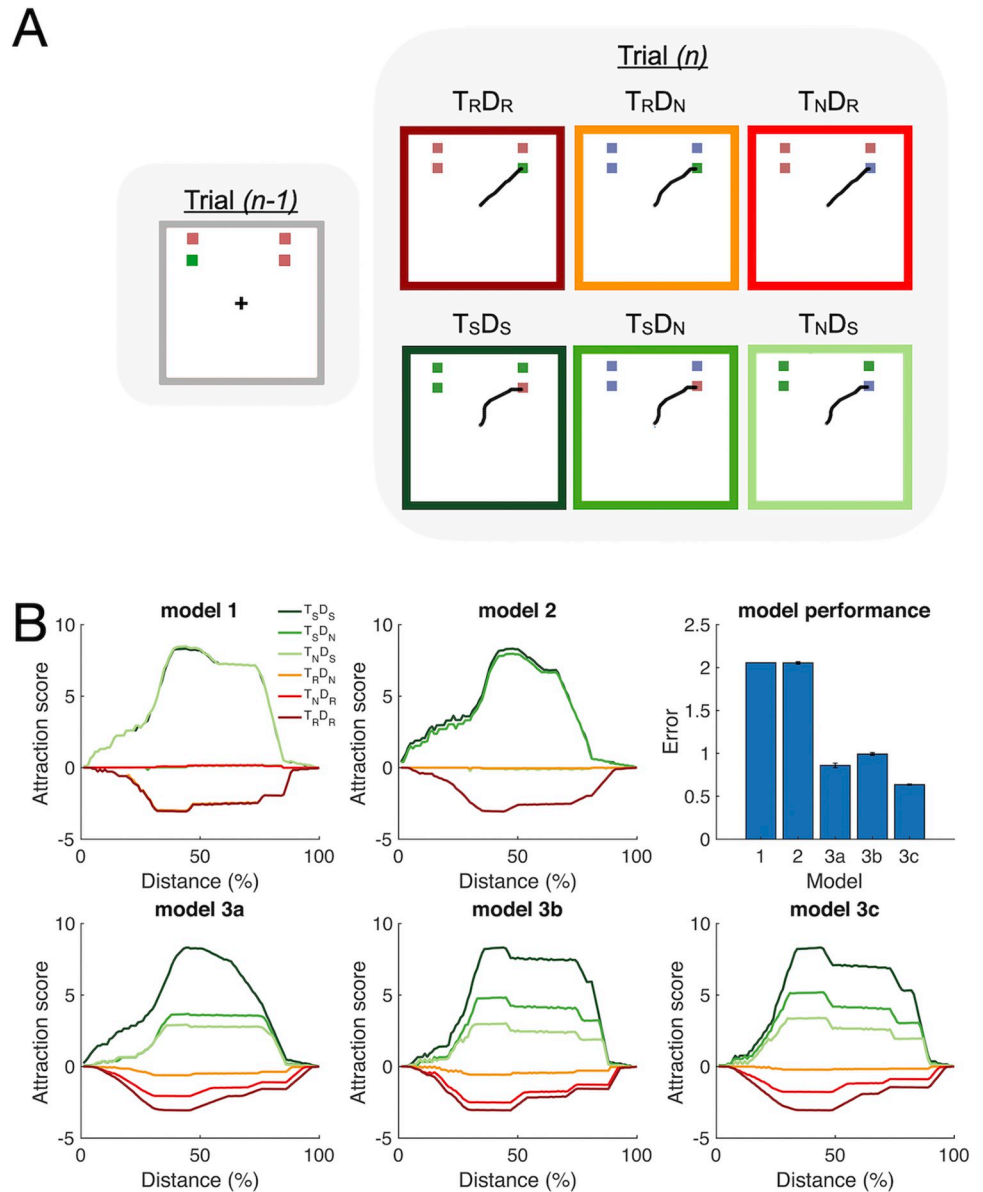 A
Trial (n)
TRDR TRDN TNDR
Trial (n-1)
+
TSDS TSDN TNDS
B
model 1
TSDS
TSDN
TNDS
TRDN
TNDR
TRDR
10
5
0
-5
Attraction score
0 50 100
Distance (%)
model 2
10
5
0
-5
Attraction score
0 50 100
Distance (%)
model performance
2.5
2
1.5
1
0.5
0
Error
1 2 3a 3b 3c
Model
model 3a
10
5
0
-5
Attraction score
0 50 100
Distance (%)
model 3b
10
5
0
-5
Attraction score
0 50 100
Distance (%)
model 3c
10
5
0
-5
Attraction score
0 50 100
Distance (%)